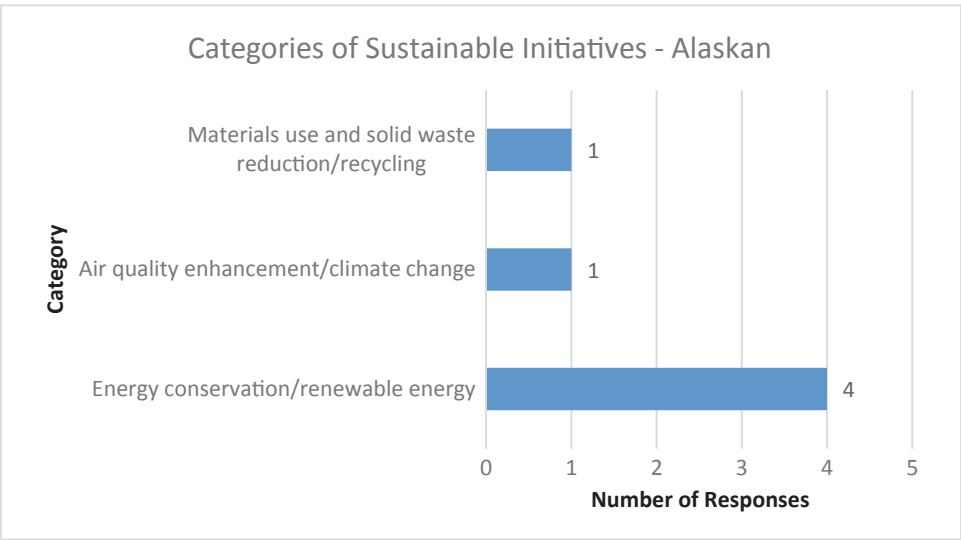 Categories of Sustainable Initiatives - Alaskan
Materials use and solid waste
reduction/recycling
1
Air quality enhancement/climate change
1
Energy conservation/renewable energy
4
Category
0 1 2 3 4 5
Number of Responses